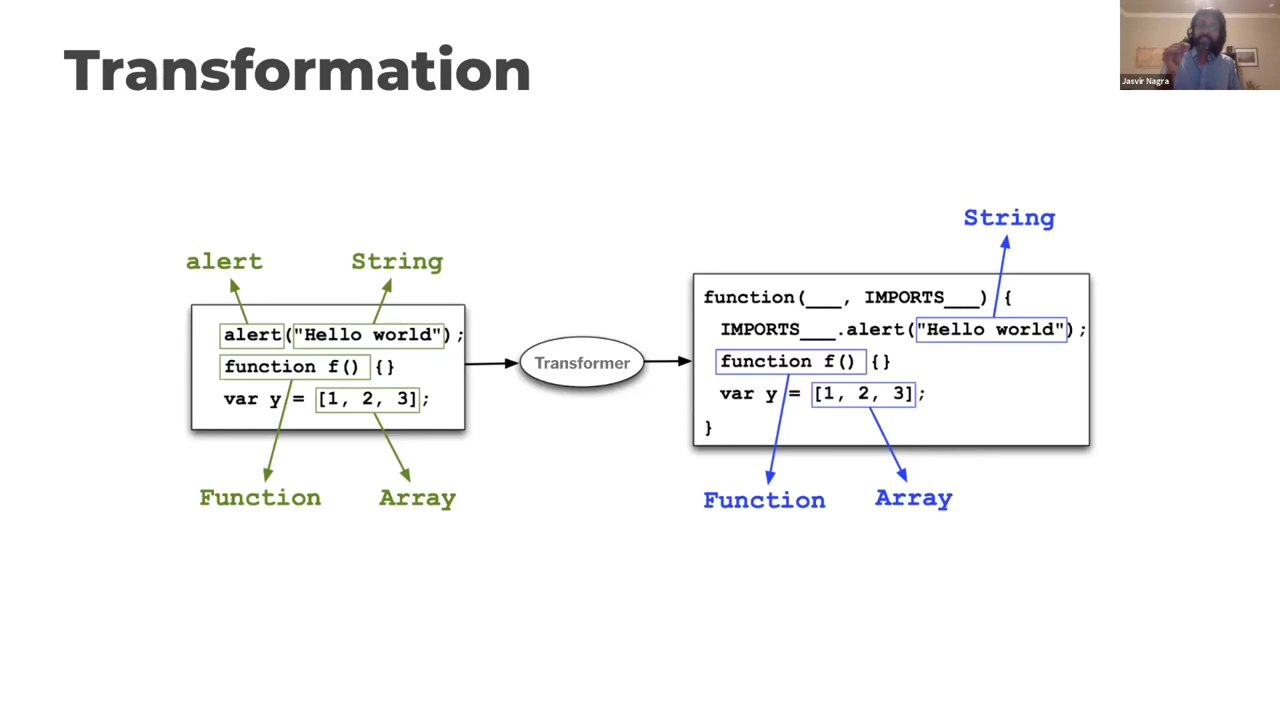 Transformation
Jasvir Nagra
alert String
alert("Hello world");
function f() {}
var y = [1, 2, 3];
Function Array
Transformer
String
function(___, IMPORTS___) {
IMPORTS___.alert("Hello world");
function f() {}
var y = [1, 2, 3];
}
Function Array